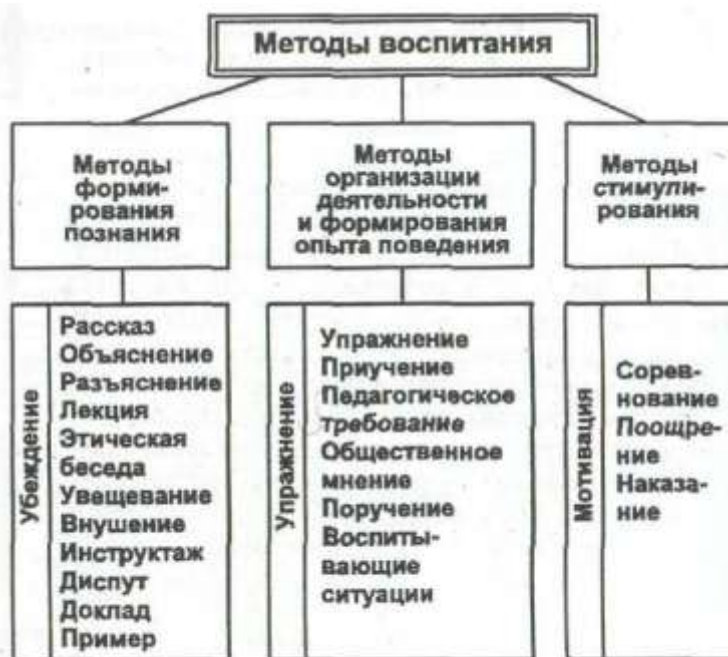 Методы воспитания
Методы
форми-
рования
познания
Методы
организации
деятельности
и формирования
опыта поведения
Методы
стимули-
рования
Убеждение
Рассказ
Объяснение
Разъяснение
Лекция
Этическая
беседа
Увещевание
Внушение
Инструктаж
Диспут
Доклад
Пример
Упражнение
Упражнение
Приучение
Педагогическое
требование
Общественное
мнение
Поручение
Воспиты-
вающие
ситуации
Мотивация
Сорев-
нование
Поощре-
ние
Наказа-
ние